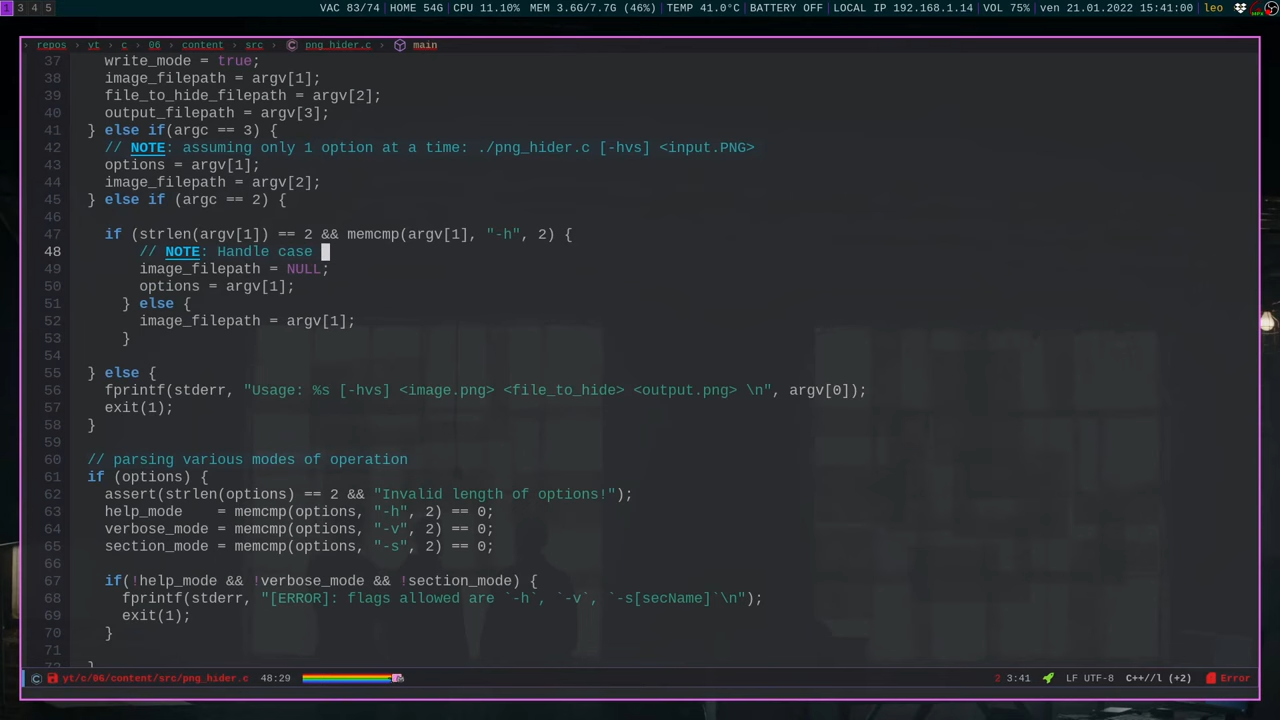 1 3 4 5 VAC 83/74 | HOME 54G | CPU 11.10% MEM 3.6G/7.7G (46%) | TEMP 41.0°C | BATTERY OFF | LOCAL IP 192.168.1.14 | VOL 75% | ven 21.01.2022 15:41:00 | leo
› repos › yt › c › 06 › content › src › png_hider.c › main
37 write_mode = true;
38 image_filepath = argv[1];
39 file_to_hide_filepath = argv[2];
40 output_filepath = argv[3];
41 } else if(argc == 3) {
42 // NOTE: assuming only 1 option at a time: ./png_hider.c [-hvs] <input.PNG>
43 options = argv[1];
44 image_filepath = argv[2];
45 } else if (argc == 2) {
46
47 if (strlen(argv[1]) == 2 && memcmp(argv[1], "-h", 2) {
48 // NOTE: Handle case
49 image_filepath = NULL;
50 options = argv[1];
51 } else {
52 image_filepath = argv[1];
53 }
54
55 } else {
56 fprintf(stderr, "Usage: %s [-hvs] <image.png> <file_to_hide> <output.png> \n", argv[0]);
57 exit(1);
58 }
59
60 // parsing various modes of operation
61 if (options) {
62 assert(strlen(options) == 2 && "Invalid length of options!");
63 help_mode    = memcmp(options, "-h", 2) == 0;
64 verbose_mode = memcmp(options, "-v", 2) == 0;
65 section_mode = memcmp(options, "-s", 2) == 0;
66
67 if(!help_mode && !verbose_mode && !section_mode) {
68 fprintf(stderr, "[ERROR]: flags allowed are `-h`, `-v`, `-s[secName]`\n");
69 exit(1);
70 }
71
72 }
yt/c/06/content/src/png_hider.c 48:29 2 3:41 LF UTF-8 C++//l (+2) Error